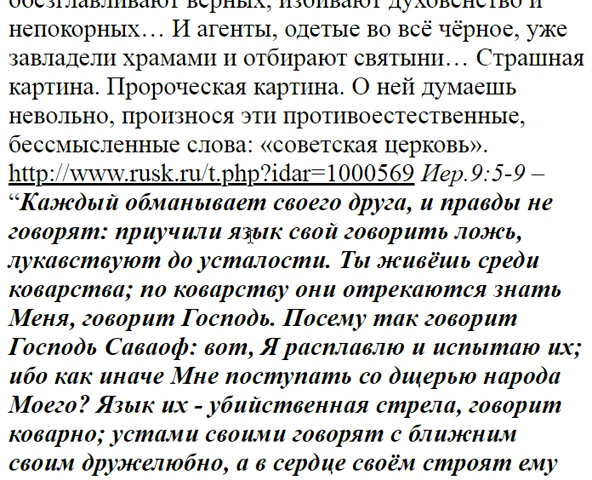 обезглавливают верных, избивают духовенство и
непокорных… И агенты, одетые во всё чёрное, уже
завладели храмами и отбирают святыни… Страшная
картина. Пророческая картина. О ней думаешь
невольно, произнося эти противоестественные,
бессмысленные слова: «советская церковь».
http://www.rusk.ru/t.php?idar=1000569 Иер.9:5-9 –
“Каждый обманывает своего друга, и правды не
говорят: приучили язык свой говорить ложь,
лукавствуют до усталости. Ты живёшь среди
коварства; по коварству они отрекаются знать
Меня, говорит Господь. Посему так говорит
Господь Саваоф: вот, Я расплавлю и испытаю их;
ибо как иначе Мне поступать со дщерью народа
Моего? Язык их - убийственная стрела, говорит
коварно; устами своими говорят с ближним
своим дружелюбно, а в сердце своём строят ему